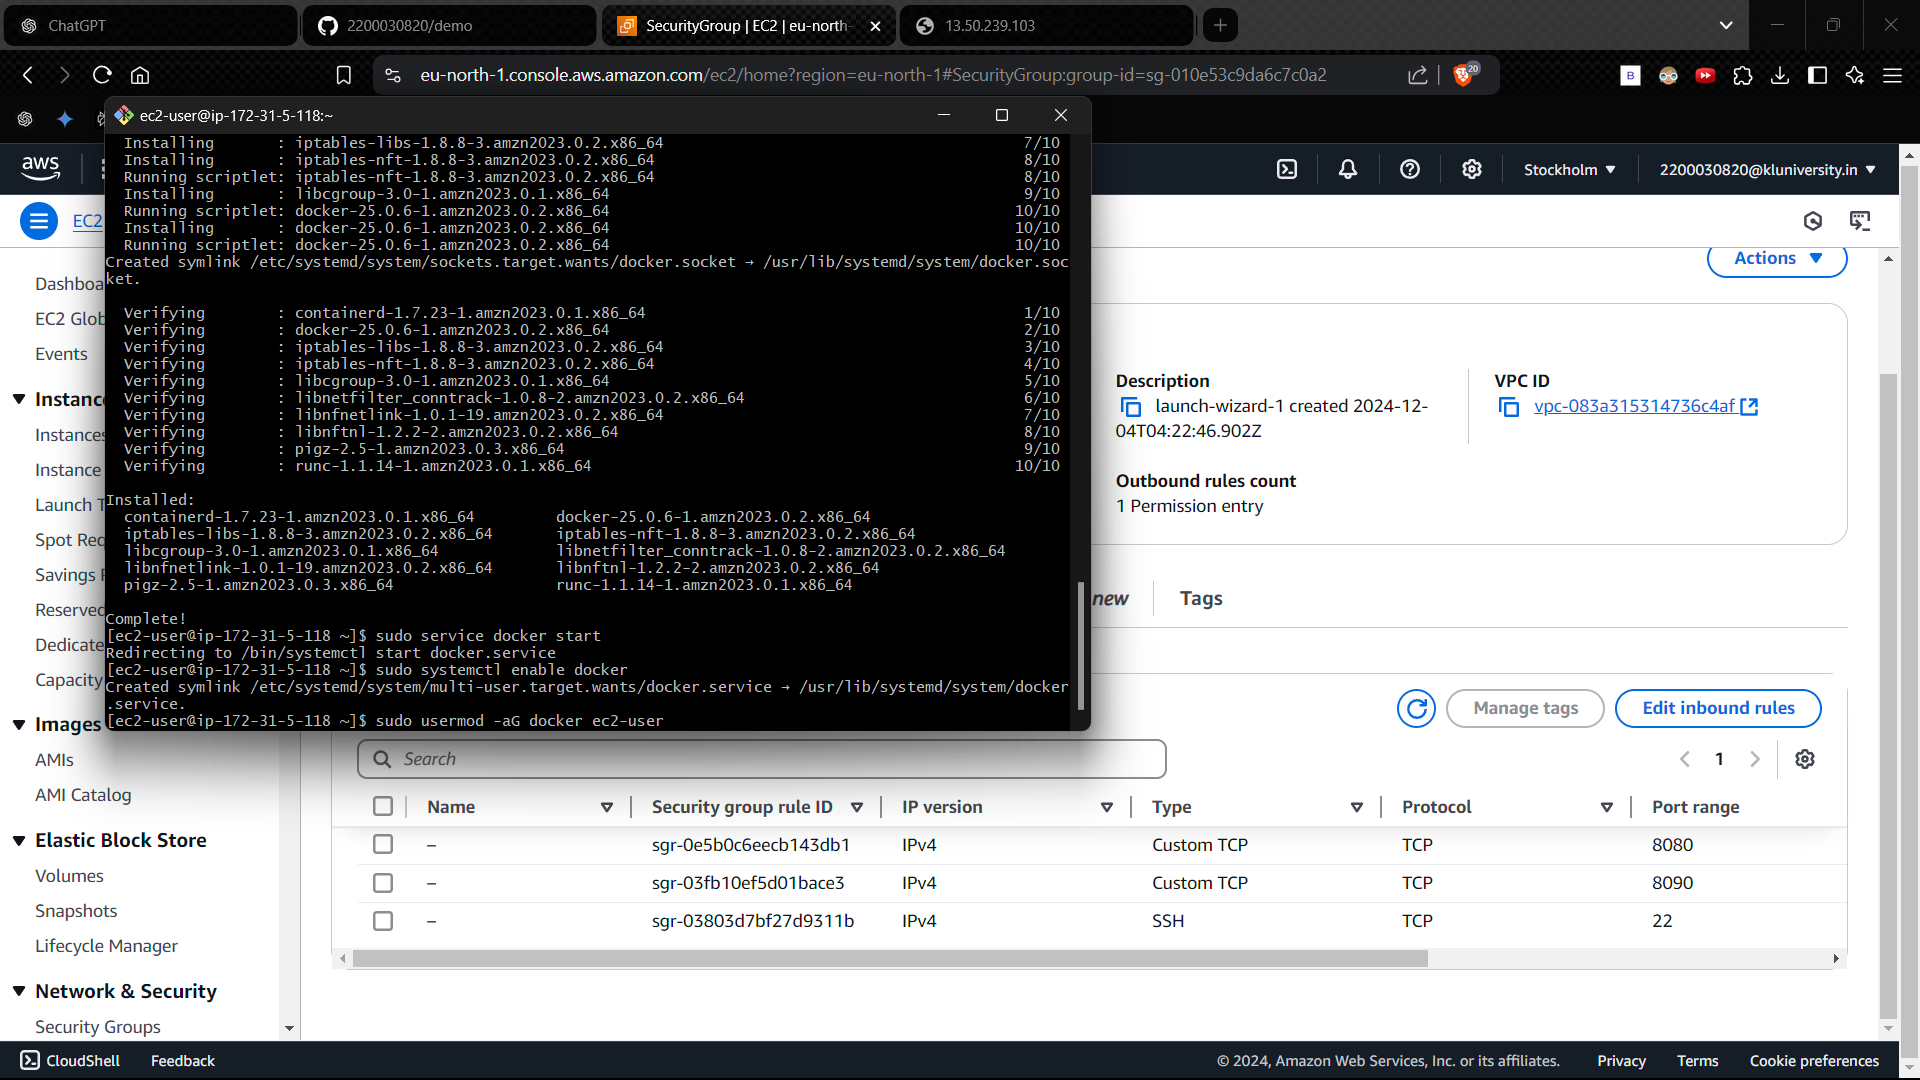 ChatGPT
2200030820/demo
SecurityGroup | EC2 | eu-north-
13.50.239.103
eu-north-1.console.aws.amazon.com/ec2/home?region=eu-north-1#SecurityGroup:group-id=sg-010e53c9da6c7c0a2
20
B
ec2-user@ip-172-31-5-118:~
Installing : iptables-libs-1.8.8-3.amzn2023.0.2.x86_64 7/10
Installing : iptables-nft-1.8.8-3.amzn2023.0.2.x86_64 8/10
Running scriptlet: iptables-nft-1.8.8-3.amzn2023.0.2.x86_64 8/10
Installing : libcgroup-3.0-1.amzn2023.0.1.x86_64 9/10
Running scriptlet: docker-25.0.6-1.amzn2023.0.2.x86_64 10/10
Installing : docker-25.0.6-1.amzn2023.0.2.x86_64 10/10
Running scriptlet: docker-25.0.6-1.amzn2023.0.2.x86_64 10/10
Created symlink /etc/systemd/system/sockets.target.wants/docker.socket → /usr/lib/systemd/system/docker.soc
ket.
Verifying : containerd-1.7.23-1.amzn2023.0.1.x86_64 1/10
Verifying : docker-25.0.6-1.amzn2023.0.2.x86_64 2/10
Verifying : iptables-libs-1.8.8-3.amzn2023.0.2.x86_64 3/10
Verifying : iptables-nft-1.8.8-3.amzn2023.0.2.x86_64 4/10
Verifying : libcgroup-3.0-1.amzn2023.0.1.x86_64 5/10
Verifying : libnetfilter_conntrack-1.0.8-2.amzn2023.0.2.x86_64 6/10
Verifying : libnfnetlink-1.0.1-19.amzn2023.0.2.x86_64 7/10
Verifying : libnftnl-1.2.2-2.amzn2023.0.2.x86_64 8/10
Verifying : pigz-2.5-1.amzn2023.0.3.x86_64 9/10
Verifying : runc-1.1.14-1.amzn2023.0.1.x86_64 10/10
Installed:
containerd-1.7.23-1.amzn2023.0.1.x86_64 docker-25.0.6-1.amzn2023.0.2.x86_64
iptables-libs-1.8.8-3.amzn2023.0.2.x86_64 iptables-nft-1.8.8-3.amzn2023.0.2.x86_64
libcgroup-3.0-1.amzn2023.0.1.x86_64 libnetfilter_conntrack-1.0.8-2.amzn2023.0.2.x86_64
libnfnetlink-1.0.1-19.amzn2023.0.2.x86_64 libnftnl-1.2.2-2.amzn2023.0.2.x86_64
pigz-2.5-1.amzn2023.0.3.x86_64 runc-1.1.14-1.amzn2023.0.1.x86_64
Complete!
[ec2-user@ip-172-31-5-118 ~]$ sudo service docker start
Redirecting to /bin/systemctl start docker.service
[ec2-user@ip-172-31-5-118 ~]$ sudo systemctl enable docker
Created symlink /etc/systemd/system/multi-user.target.wants/docker.service → /usr/lib/systemd/system/docker
.service.
[ec2-user@ip-172-31-5-118 ~]$ sudo usermod -aG docker ec2-user
aws
Stockholm
2200030820@kluniversity.in
EC2
Dashboa
EC2 Glob
Events
Instanc
Instances
Instance
Launch T
Spot Req
Savings P
Reserved
Dedicate
Capacity
Images
AMIs
AMI Catalog
Elastic Block Store
Volumes
Snapshots
Lifecycle Manager
Network & Security
Security Groups
Actions
Description
launch-wizard-1 created 2024-12-
04T04:22:46.902Z
VPC ID
vpc-083a315314736c4af
Outbound rules count
1 Permission entry
new
Tags
Manage tags
Edit inbound rules
Search
1
Name Security group rule ID IP version Type Protocol Port range
– sgr-0e5b0c6eecb143db1 IPv4 Custom TCP TCP 8080
– sgr-03fb10ef5d01bace3 IPv4 Custom TCP TCP 8090
– sgr-03803d7bf27d9311b IPv4 SSH TCP 22
CloudShell Feedback © 2024, Amazon Web Services, Inc. or its affiliates. Privacy Terms Cookie preferences